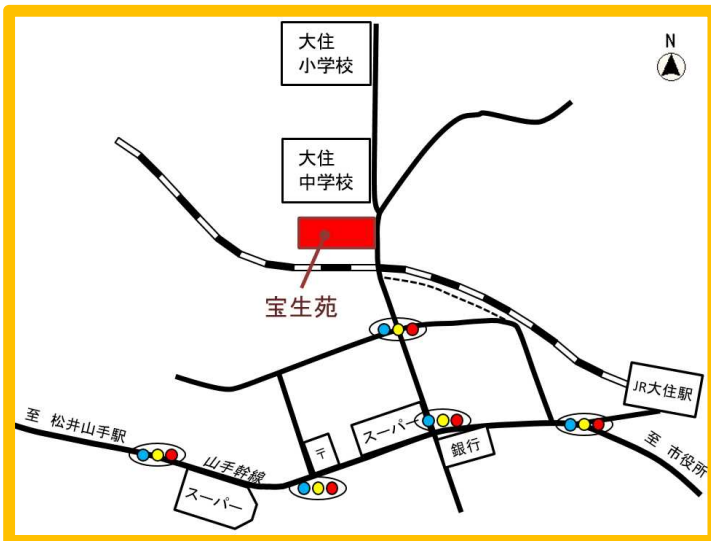 大住
小学校
N
大住
中学校
宝生苑
JR大住駅
至 松井山手駅
山手幹線
スーパー
〒
スーパー
銀行
至 市役所